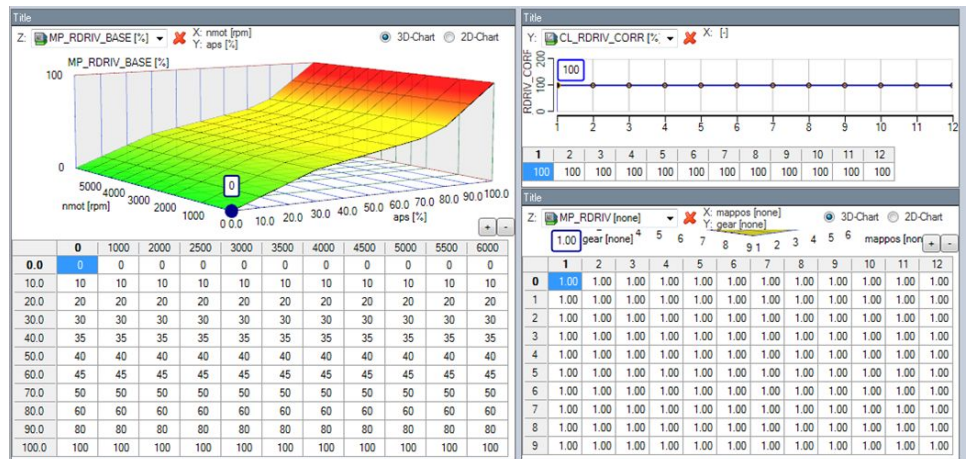 Title
Z: MP_RDRIV_BASE [%] X: nmot [rpm] Y: aps [%] 3D-Chart 2D-Chart
MP_RDRIV_BASE [%]
100
0
5000 4000 3000 2000 1000 0
nmot [rpm]
0
0.0 10.0 20.0 30.0 40.0 50.0 60.0 70.0 80.0 90.0 100.0
aps [%]
+ -
0 1000 2000 2500 3000 3500 4000 4500 5000 5500 6000
0.0 0 0 0 0 0 0 0 0 0 0 0
10.0 10 10 10 10 10 10 10 10 10 10 10
20.0 20 20 20 20 20 20 20 20 20 20 20
30.0 30 30 30 30 30 30 30 30 30 30 30
40.0 35 35 35 35 35 35 35 35 35 35 35
50.0 40 40 40 40 40 40 40 40 40 40 40
60.0 45 45 45 45 45 45 45 45 45 45 45
70.0 50 50 50 50 50 50 50 50 50 50 50
80.0 60 60 60 60 60 60 60 60 60 60 60
90.0 80 80 80 80 80 80 80 80 80 80 80
100.0 100 100 100 100 100 100 100 100 100 100 100
Title
Y: CL_RDRIV_CORR [% X: [-]
RDRIV_CORF
0 100 200
100
1 2 3 4 5 6 7 8 9 10 11 12
1 2 3 4 5 6 7 8 9 10 11 12
100 100 100 100 100 100 100 100 100 100 100 100
Title
Z: MP_RDRIV [none] X: mappos [none] Y: gear [none] 3D-Chart 2D-Chart
1.00 gear [none] 4 5 6 7 8 9 1 2 3 4 5 6 mappos [non + -
1 2 3 4 5 6 7 8 9 10 11 12
0 1.00 1.00 1.00 1.00 1.00 1.00 1.00 1.00 1.00 1.00 1.00 1.00
1 1.00 1.00 1.00 1.00 1.00 1.00 1.00 1.00 1.00 1.00 1.00 1.00
2 1.00 1.00 1.00 1.00 1.00 1.00 1.00 1.00 1.00 1.00 1.00 1.00
3 1.00 1.00 1.00 1.00 1.00 1.00 1.00 1.00 1.00 1.00 1.00 1.00
4 1.00 1.00 1.00 1.00 1.00 1.00 1.00 1.00 1.00 1.00 1.00 1.00
5 1.00 1.00 1.00 1.00 1.00 1.00 1.00 1.00 1.00 1.00 1.00 1.00
6 1.00 1.00 1.00 1.00 1.00 1.00 1.00 1.00 1.00 1.00 1.00 1.00
7 1.00 1.00 1.00 1.00 1.00 1.00 1.00 1.00 1.00 1.00 1.00 1.00
8 1.00 1.00 1.00 1.00 1.00 1.00 1.00 1.00 1.00 1.00 1.00 1.00
9 1.00 1.00 1.00 1.00 1.00 1.00 1.00 1.00 1.00 1.00 1.00 1.00